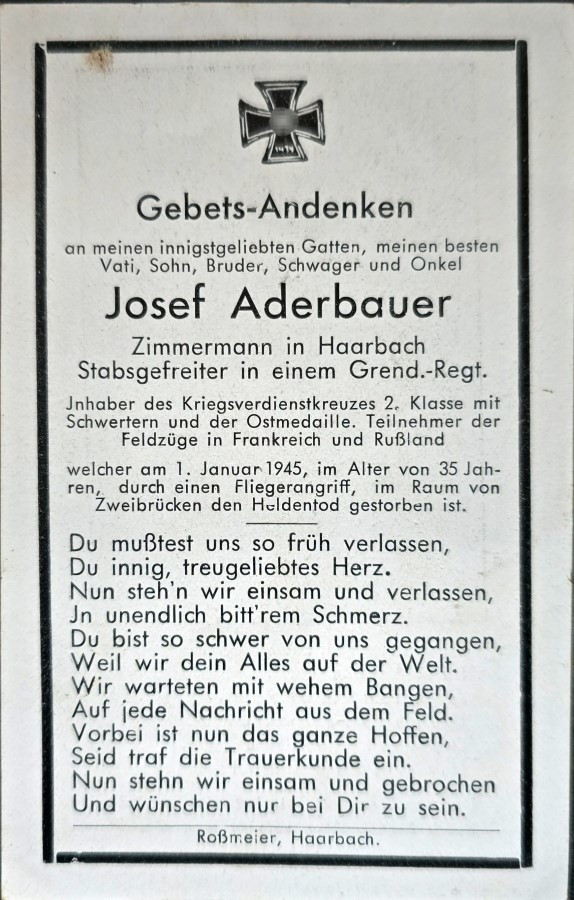 Gebets-Andenken
an meinen innigstgeliebten Gatten, meinen besten
Vati, Sohn, Bruder, Schwager und Onkel
Josef Aderbauer
Zimmermann in Haarbach
Stabsgefreiter in einem Grend.-Regt.
Jnhaber des Kriegsverdienstkreuzes 2. Klasse mit
Schwertern und der Ostmedaille. Teilnehmer der
Feldzüge in Frankreich und Rußland
welcher am 1. Januar 1945, im Alter von 35 Jah-
ren, durch einen Fliegerangriff, im Raum von
Zweibrücken den Heldentod gestorben ist.
Du mußtest uns so früh verlassen,
Du innig, treugeliebtes Herz.
Nun steh'n wir einsam und verlassen,
Jn unendlich bitt'rem Schmerz.
Du bist so schwer von uns gegangen,
Weil wir dein Alles auf der Welt.
Wir warteten mit wehem Bangen,
Auf jede Nachricht aus dem Feld.
Vorbei ist nun das ganze Hoffen,
Seid traf die Trauerkunde ein.
Nun stehn wir einsam und gebrochen
Und wünschen nur bei Dir zu sein.
Roßmeier, Haarbach.